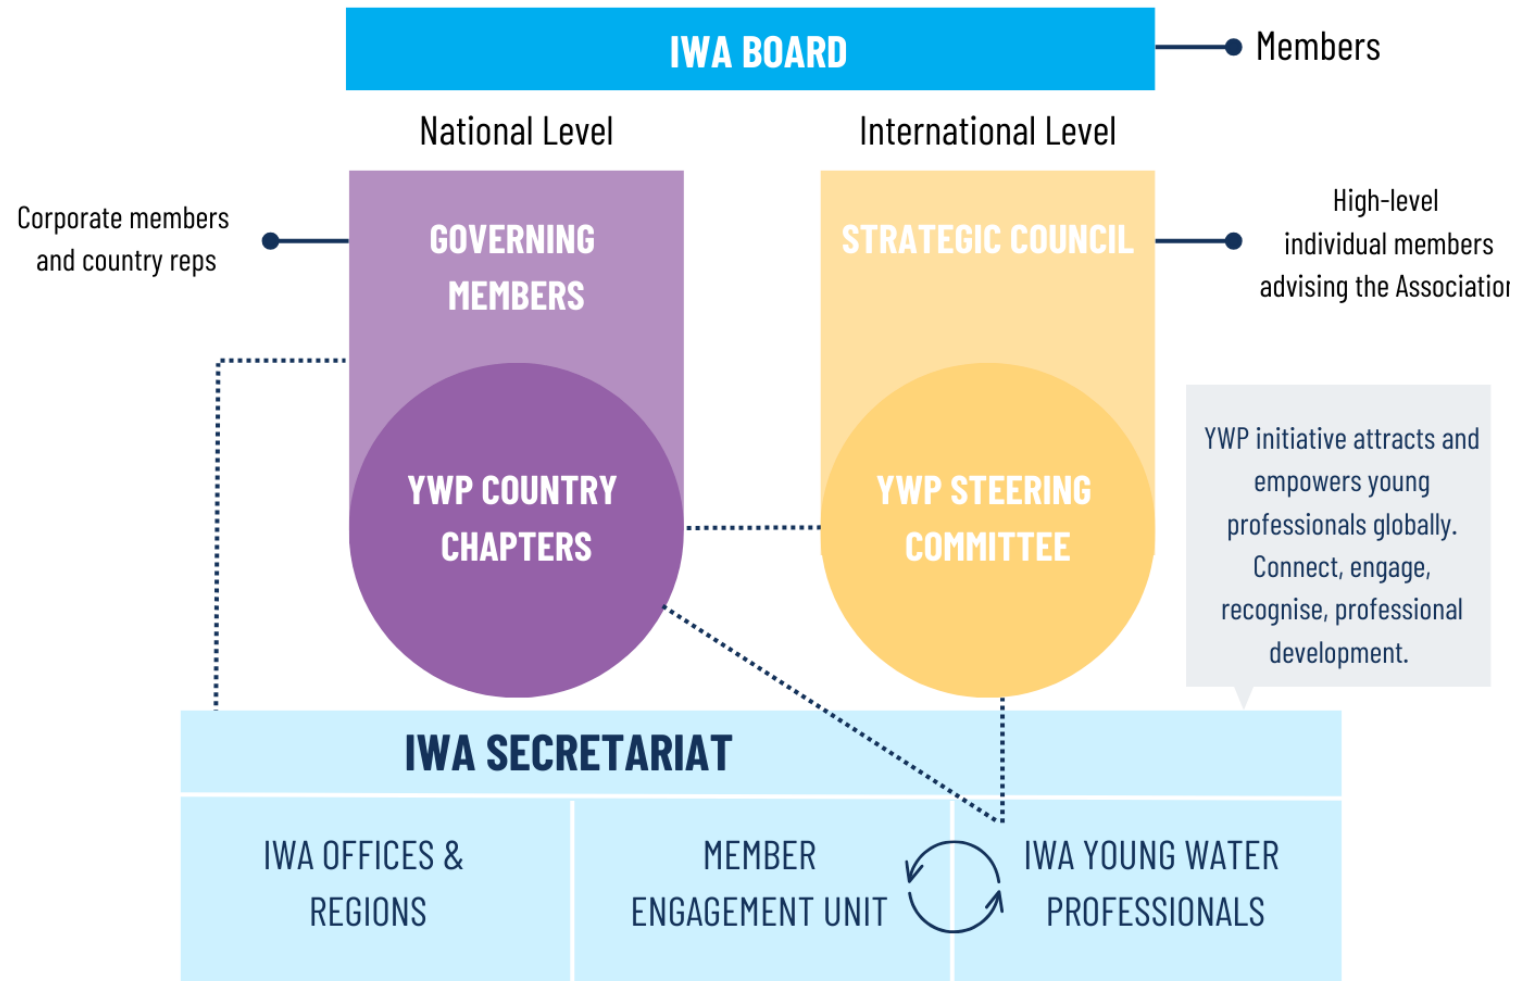 IWA BOARD
Members
National Level
International Level
Corporate members
and country reps
GOVERNING
MEMBERS
STRATEGIC COUNCIL
High-level
individual members
advising the Association
YWP COUNTRY
CHAPTERS
YWP STEERING
COMMITTEE
YWP initiative attracts and
empowers young
professionals globally.
Connect, engage,
recognise, professional
development.
IWA SECRETARIAT
IWA OFFICES &
REGIONS
MEMBER
ENGAGEMENT UNIT
IWA YOUNG WATER
PROFESSIONALS